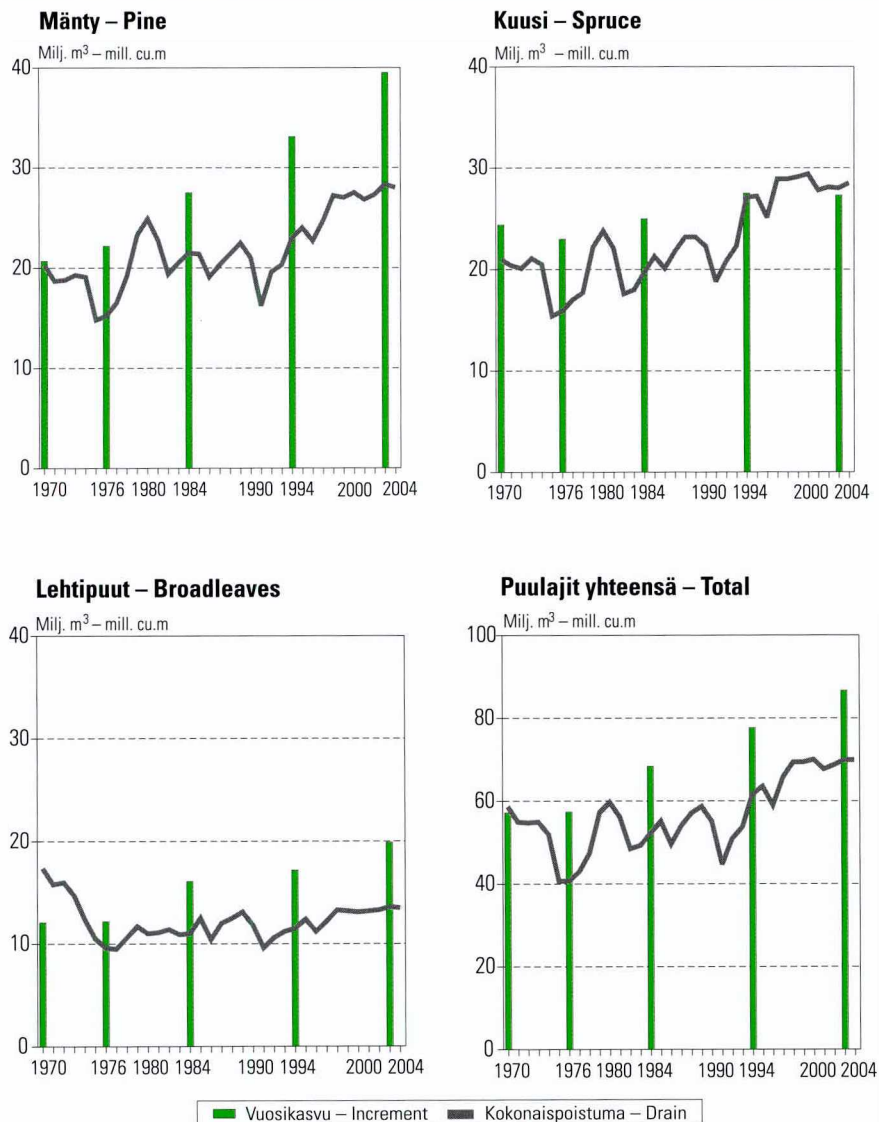 Mänty – Pine
Milj. m³ – mill. cu.m
40
30
20
10
0
1970 1976 1980 1984 1990 1994 2000 2004
Kuusi – Spruce
Milj. m³ – mill. cu.m
40
30
20
10
0
1970 1976 1980 1984 1990 1994 2000 2004
Lehtipuut – Broadleaves
Milj. m³ – mill. cu.m
40
30
20
10
0
1970 1976 1980 1984 1990 1994 2000 2004
Puulajit yhteensä – Total
Milj. m³ – mill. cu.m
100
80
60
40
20
0
1970 1976 1980 1984 1990 1994 2000 2004
Vuosikasvu – Increment Kokonaispoistuma – Drain